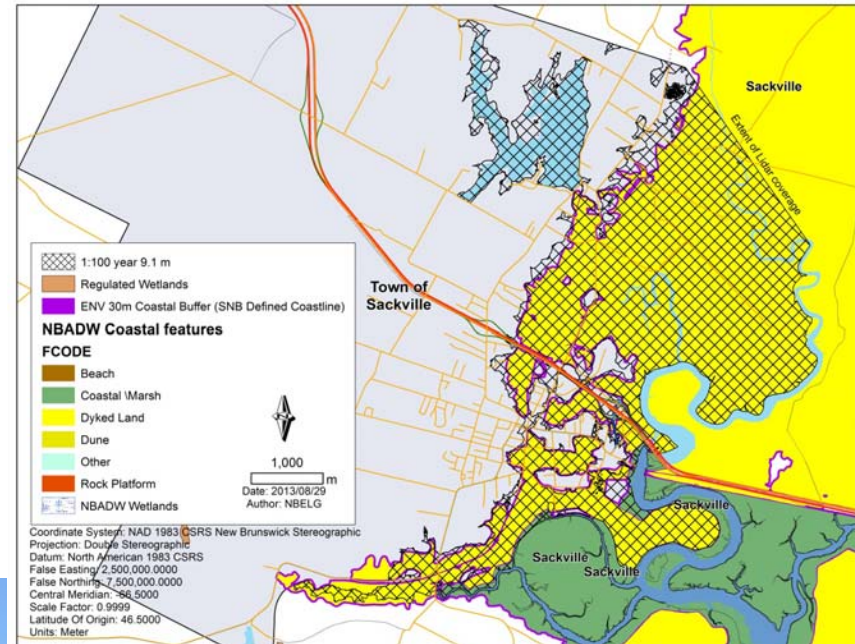 Sackville
Extent of Lidar coverage
1:100 year 9.1 m
Regulated Wetlands
ENV 30m Coastal Buffer (SNB Defined Coastline)
NBADW Coastal features
FCODE
Beach
Coastal \Marsh
Dyked Land
Dune
Other
Rock Platform
NBADW Wetlands
1,000
m
Date: 2013/08/29
Author: NBELG
Town of
Sackville
Coordinate System: NAD 1983 CSRS New Brunswick Stereographic
Projection: Double Stereographic
Datum: North American 1983 CSRS
False Easting: 2,500,000.0000
False Northing: 7,500,000.0000
Central Meridian: -66.5000
Scale Factor: 0.9999
Latitude Of Origin: 46.5000
Units: Meter
Sackville
Sackville
Sackville